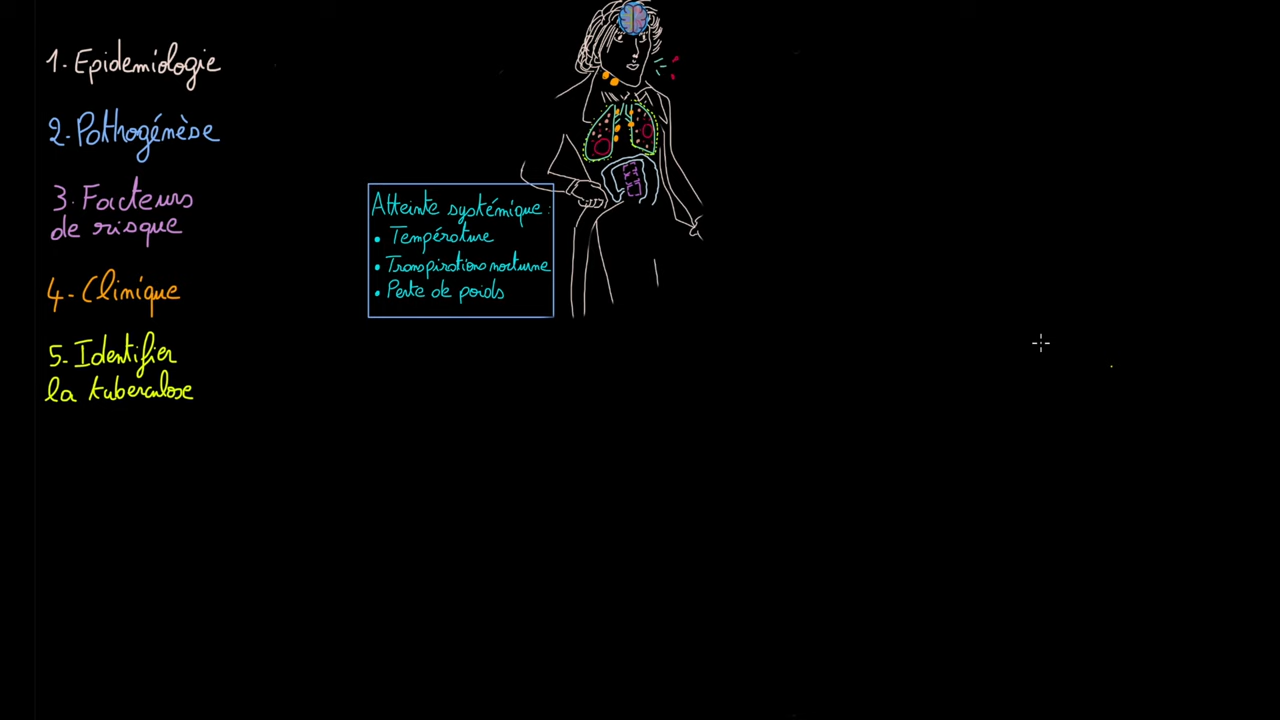 1. Epidemiologie
2. Pathogénèse
3. Facteurs
de risque
4. Clinique
5. Identifier
la tuberculose
Atteinte systémique :
• Température
• Transpirations nocturne
• Perte de poids